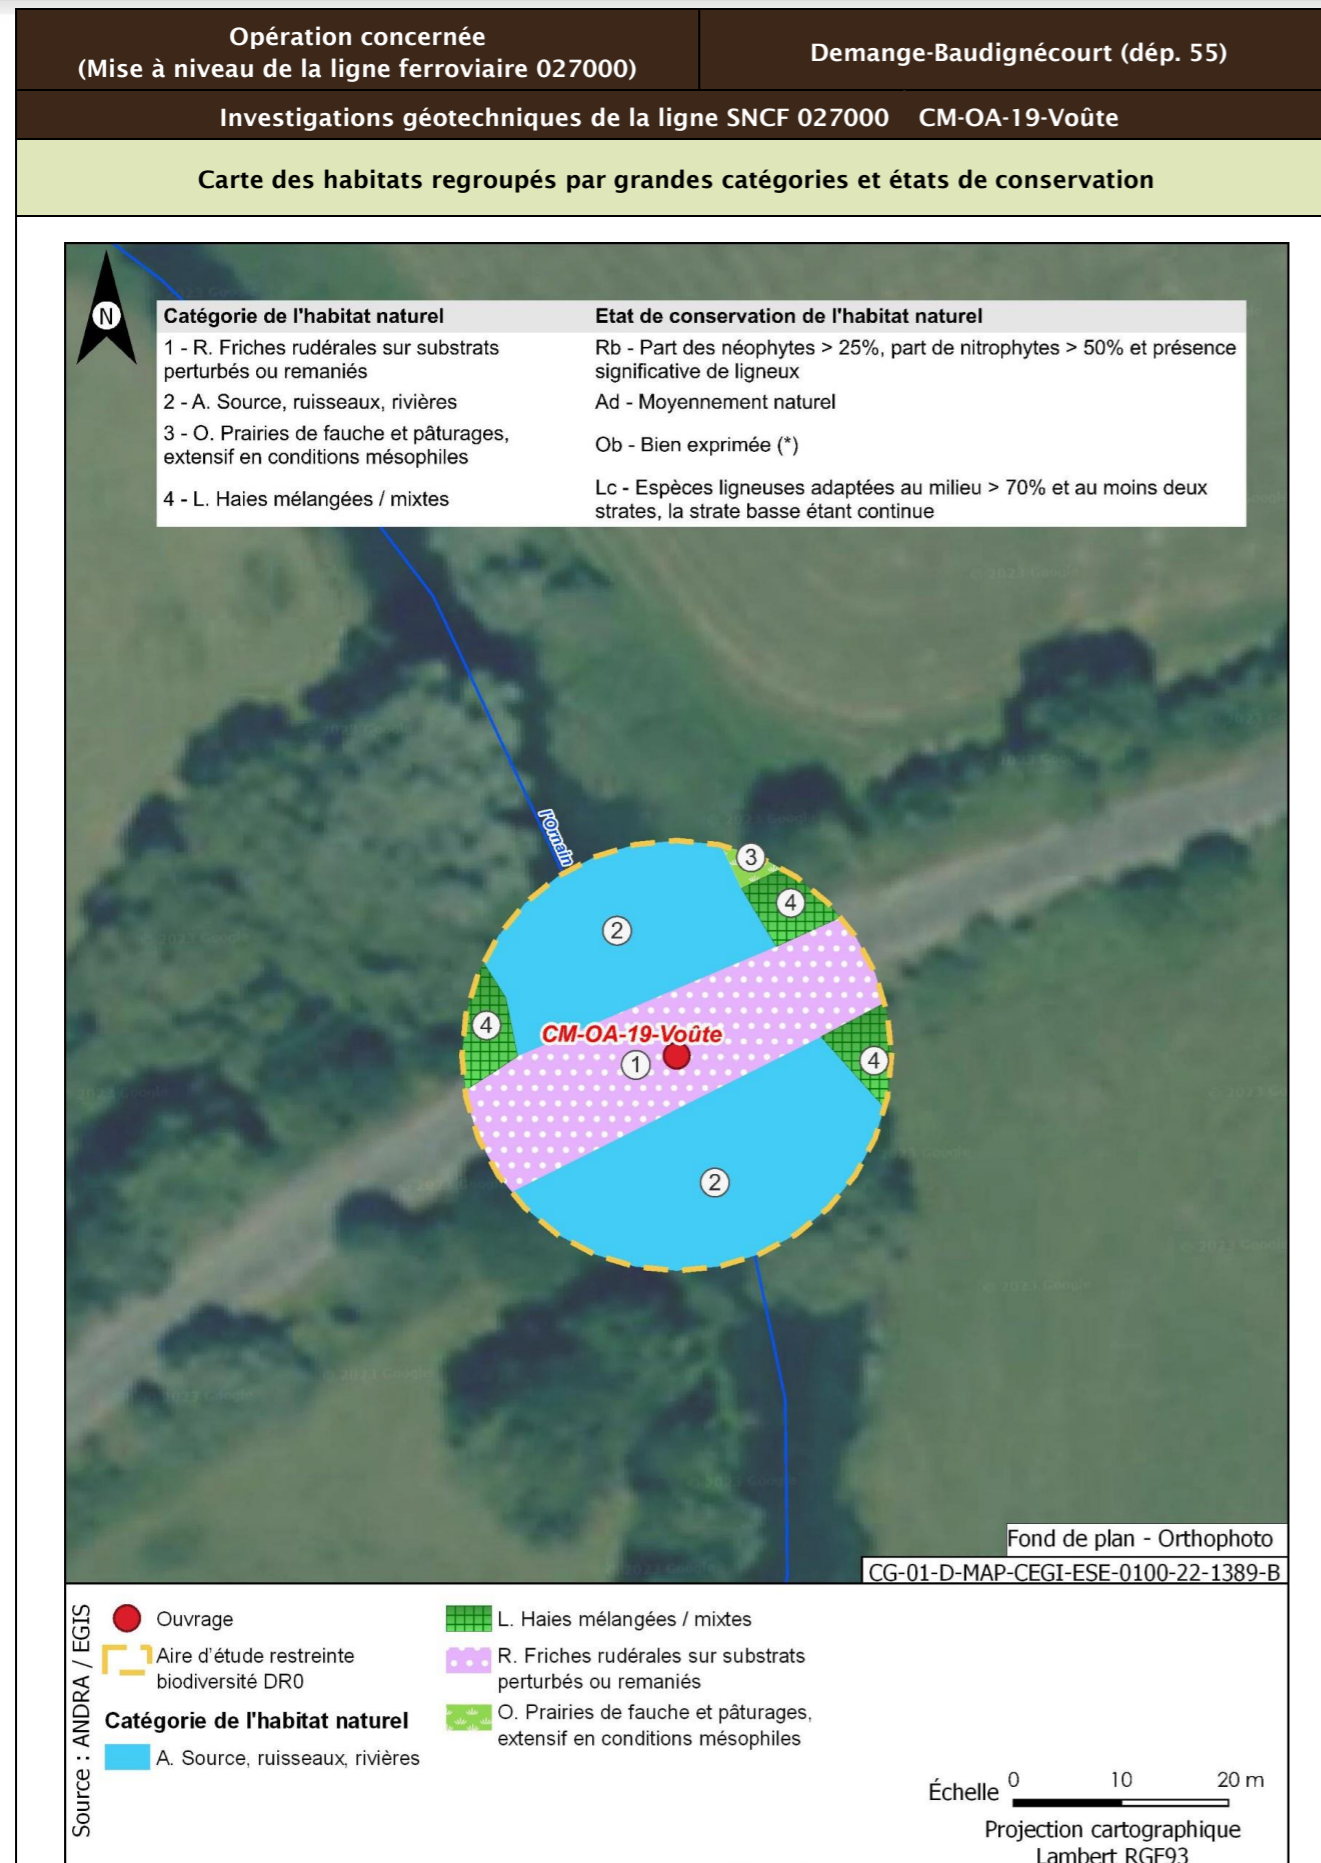 Opération concernée
(Mise à niveau de la ligne ferroviaire 027000)
Demange-Baudignécourt (dép. 55)
Investigations géotechniques de la ligne SNCF 027000 CM-OA-19-Voûte
Carte des habitats regroupés par grandes catégories et états de conservation
N
Catégorie de l'habitat naturel
Etat de conservation de l'habitat naturel
1 - R. Friches rudérales sur substrats
perturbés ou remaniés
Rb - Part des néophytes > 25%, part de nitrophytes > 50% et présence
significative de ligneux
2 - A. Source, ruisseaux, rivières
Ad - Moyennement naturel
3 - O. Prairies de fauche et pâturages,
extensif en conditions mésophiles
Ob - Bien exprimée (*)
4 - L. Haies mélangées / mixtes
Lc - Espèces ligneuses adaptées au milieu > 70% et au moins deux
strates, la strate basse étant continue
© 2023 Google
l'Ornain
3
4
2
4
CM-OA-19-Voûte
1
4
2
Fond de plan - Orthophoto
CG-01-D-MAP-CEGI-ESE-0100-22-1389-B
Source : ANDRA / EGIS
Ouvrage
Aire d'étude restreinte
biodiversité DR0
Catégorie de l'habitat naturel
A. Source, ruisseaux, rivières
L. Haies mélangées / mixtes
R. Friches rudérales sur substrats
perturbés ou remaniés
O. Prairies de fauche et pâturages,
extensif en conditions mésophiles
Échelle 0 10 20 m
Projection cartographique
Lambert RGF93